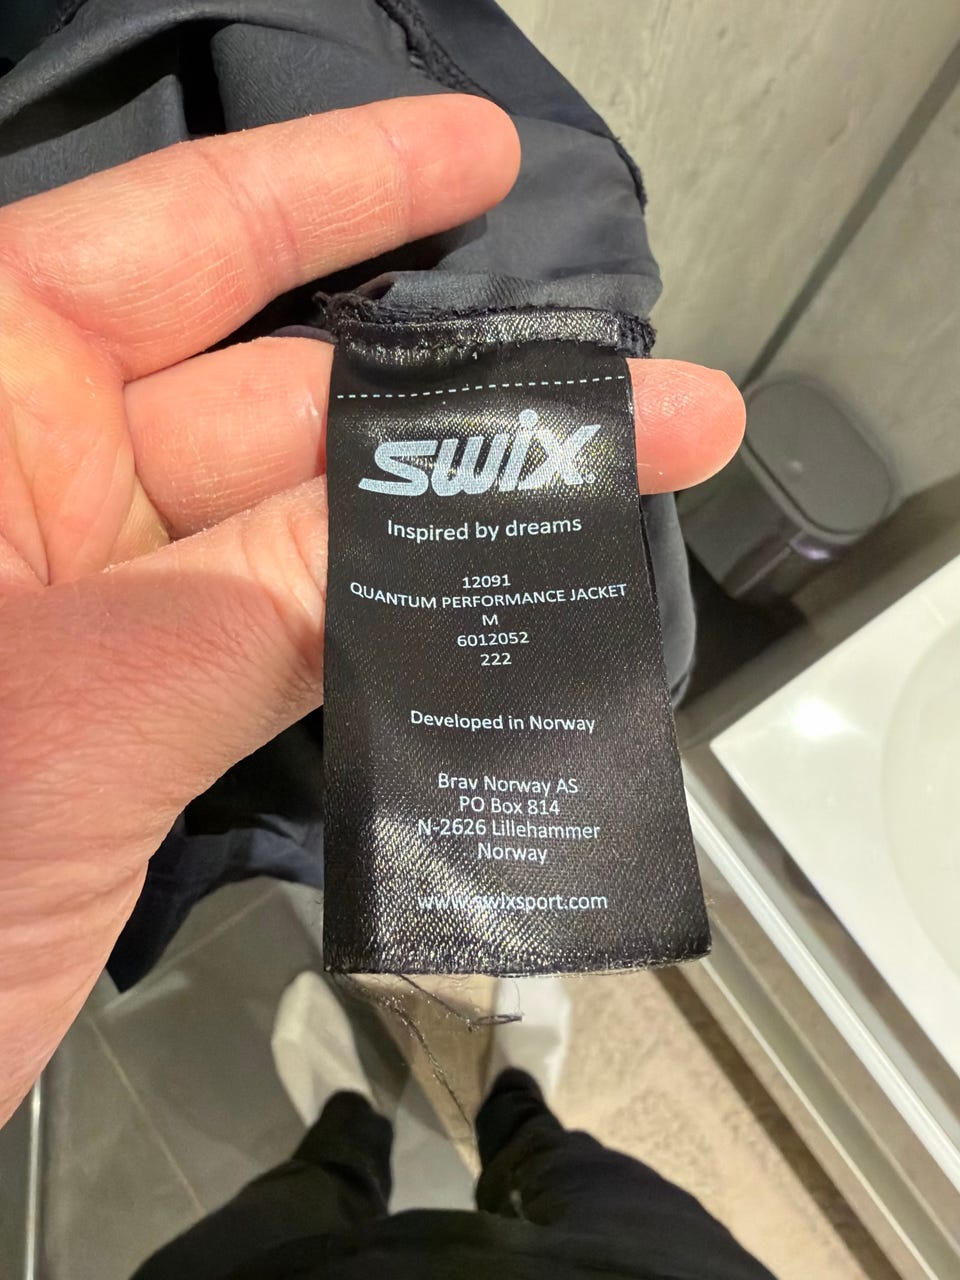 swix
Inspired by dreams
12091
QUANTUM PERFORMANCE JACKET
M
6012052
222
Developed in Norway
Brav Norway AS
PO Box 814
N-2626 Lillehammer
Norway
www.swixsport.com